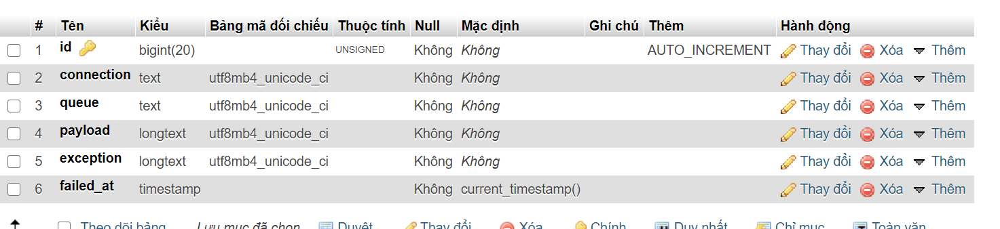 # Tên Kiểu Bảng mã đối chiếu Thuộc tính Null Mặc định Ghi chú Thêm Hành động
1 id bigint(20) UNSIGNED Không Không AUTO_INCREMENT Thay đổi Xóa Thêm
2 connection text utf8mb4_unicode_ci Không Không Thay đổi Xóa Thêm
3 queue text utf8mb4_unicode_ci Không Không Thay đổi Xóa Thêm
4 payload longtext utf8mb4_unicode_ci Không Không Thay đổi Xóa Thêm
5 exception longtext utf8mb4_unicode_ci Không Không Thay đổi Xóa Thêm
6 failed_at timestamp Không current_timestamp() Thay đổi Xóa Thêm
Theo dõi bảng Lưu mục đã chọn Duyệt Thay đổi Xóa Chính Duy nhất Chỉ mục Toàn văn